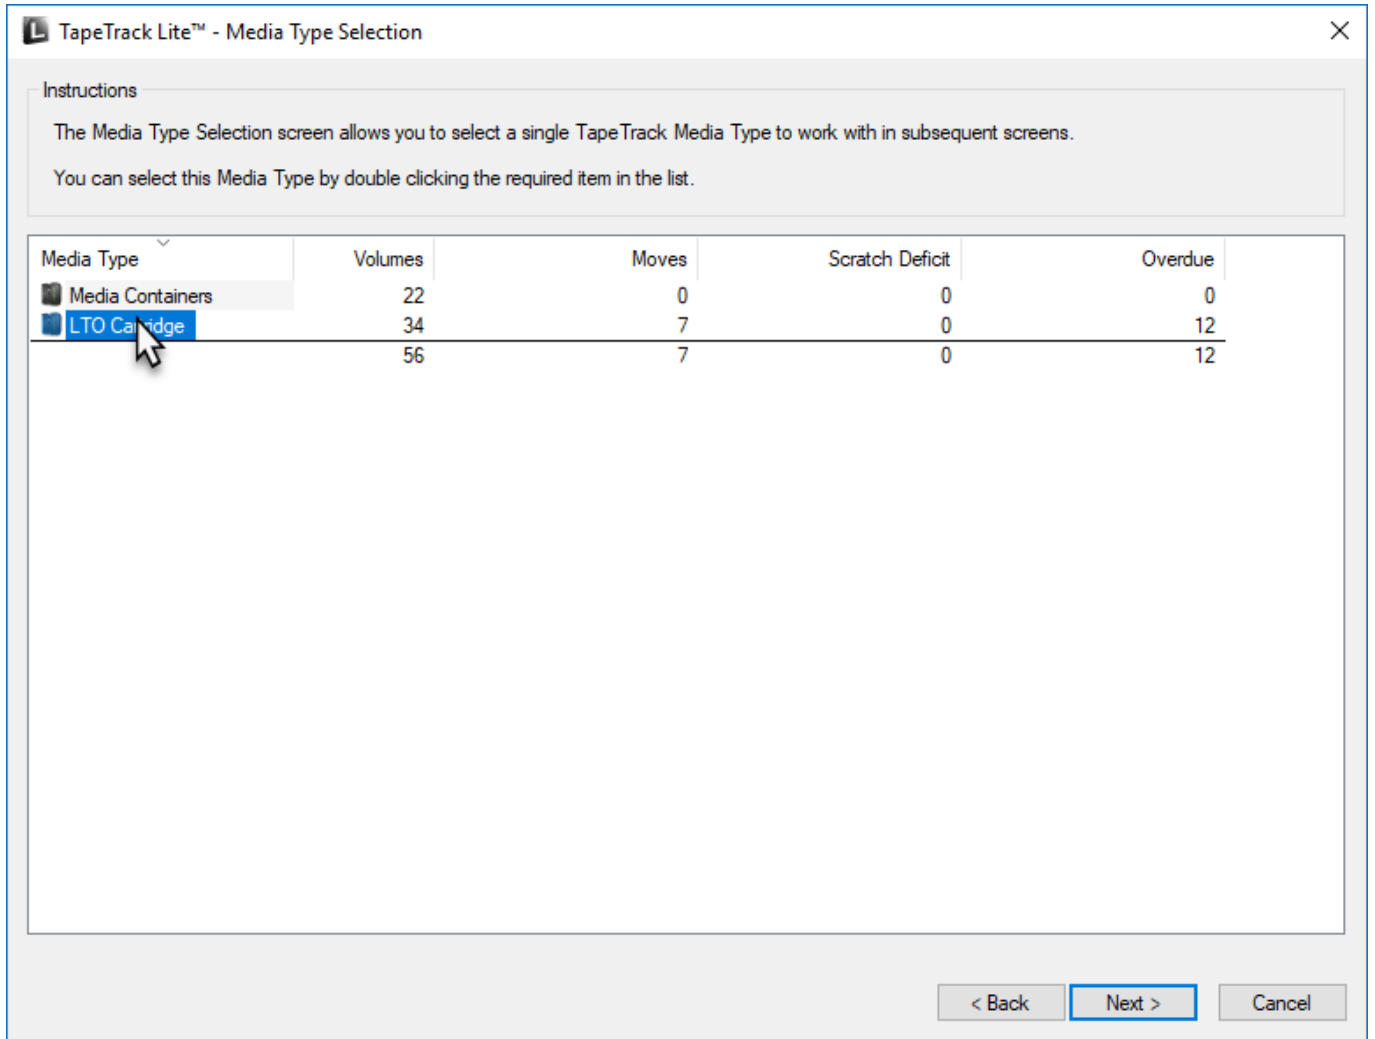 TapeTrack Lite™ - Media Type Selection
Instructions
The Media Type Selection screen allows you to select a single TapeTrack Media Type to work with in subsequent screens.
You can select this Media Type by double clicking the required item in the list.
Media Type Volumes Moves Scratch Deficit Overdue
Media Containers 22 0 0 0
LTO Cartridge 34 7 0 12
56 7 0 12
< Back Next > Cancel